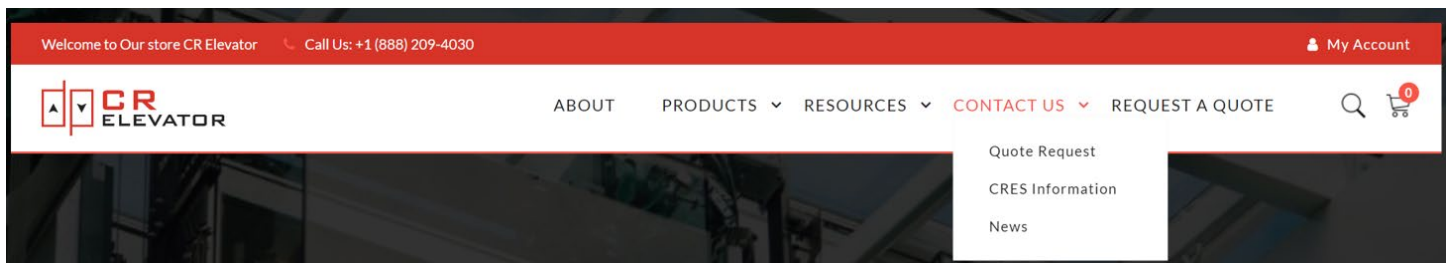 Welcome to Our store CR Elevator Call Us: +1 (888) 209-4030 My Account
CR
ELEVATOR
ABOUT PRODUCTS RESOURCES CONTACT US REQUEST A QUOTE 0
Quote Request
CRES Information
News